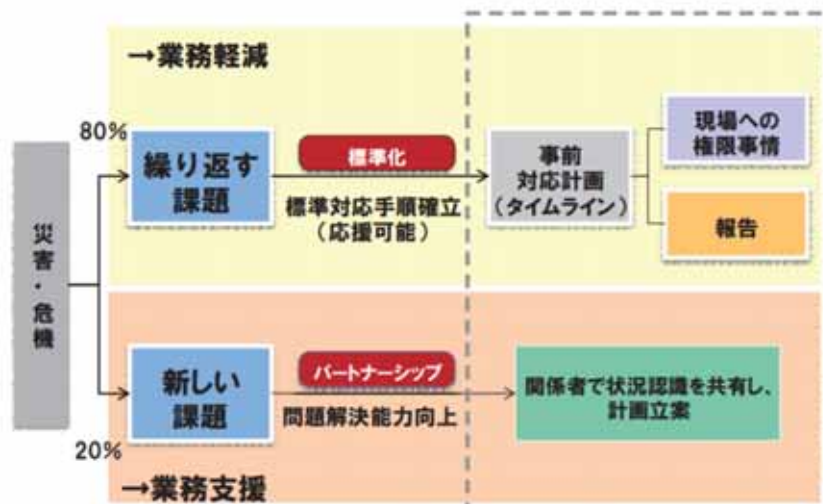 →業務軽減
80%
災害・危機
繰り返す
課題
標準化
標準対応手順確立
(応援可能)
事前
対応計画
(タイムライン)
現場への
権限事情
報告
新しい
課題
パートナーシップ
問題解決能力向上
関係者で状況認識を共有し、
計画立案
20%
→業務支援